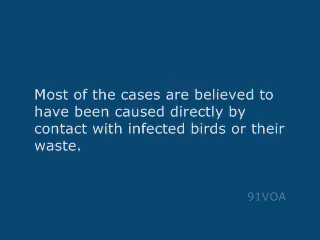 Most of the cases are believed to
have been caused directly by
contact with infected birds or their
waste.
91VOA